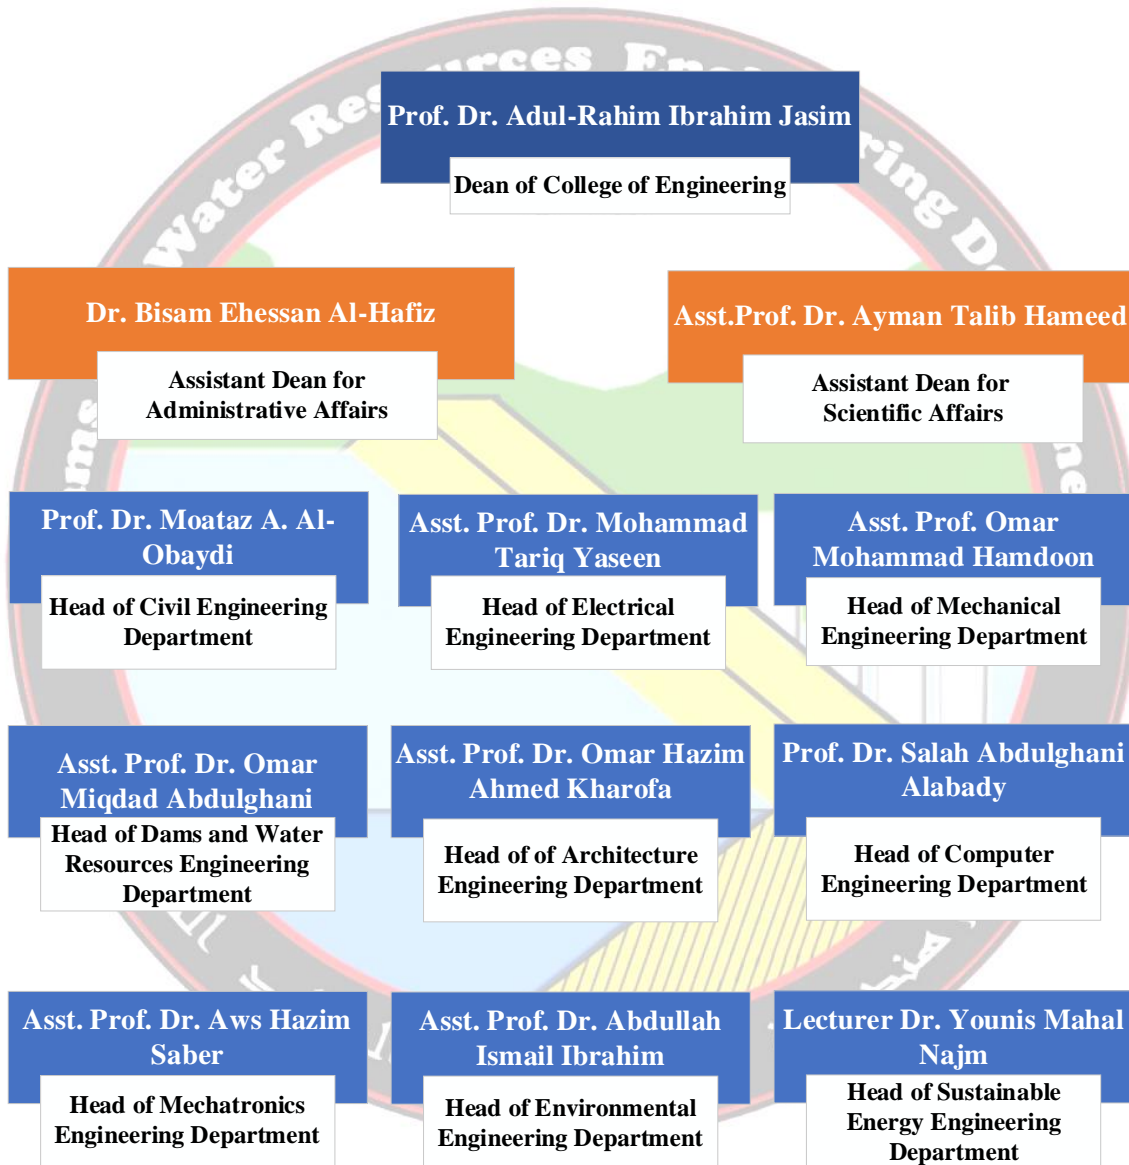 Water Resources Engineering De
ms
Prof. Dr. Adul-Rahim Ibrahim Jasim
Dean of College of Engineering
Dr. Bisam Ehessan Al-Hafiz
Assistant Dean for
Administrative Affairs
Asst.Prof. Dr. Ayman Talib Hameed
Assistant Dean for
Scientific Affairs
Prof. Dr. Moataz A. Al-
Obaydi
Head of Civil Engineering
Department
Asst. Prof. Dr. Mohammad
Tariq Yaseen
Head of Electrical
Engineering Department
Asst. Prof. Omar
Mohammad Hamdoon
Head of Mechanical
Engineering Department
Asst. Prof. Dr. Omar
Miqdad Abdulghani
Head of Dams and Water
Resources Engineering
Department
Asst. Prof. Dr. Omar Hazim
Ahmed Kharofa
Head of of Architecture
Engineering Department
Prof. Dr. Salah Abdulghani
Alabady
Head of Computer
Engineering Department
Asst. Prof. Dr. Aws Hazim
Saber
Head of Mechatronics
Engineering Department
Asst. Prof. Dr. Abdullah
Ismail Ibrahim
Head of Environmental
Engineering Department
Lecturer Dr. Younis Mahal
Najm
Head of Sustainable
Energy Engineering
Department